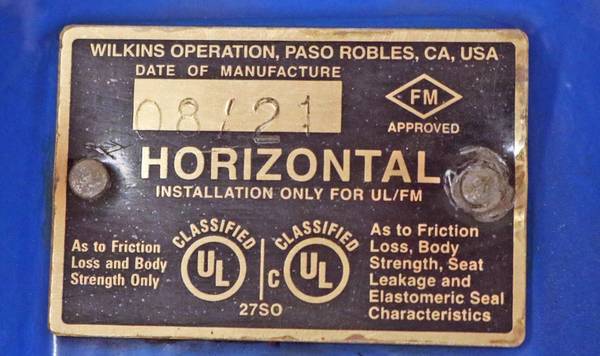 WILKINS OPERATION, PASO ROBLES, CA, USA
DATE OF MANUFACTURE
08/21
FM
APPROVED
HORIZONTAL
INSTALLATION ONLY FOR UL/FM
As to Friction
Loss and Body
Strength Only
CLASSIFIED
UL
C
CLASSIFIED
UL
27SO
As to Friction
Loss, Body
Strength, Seat
Leakage and
Elastomeric Seal
Characteristics